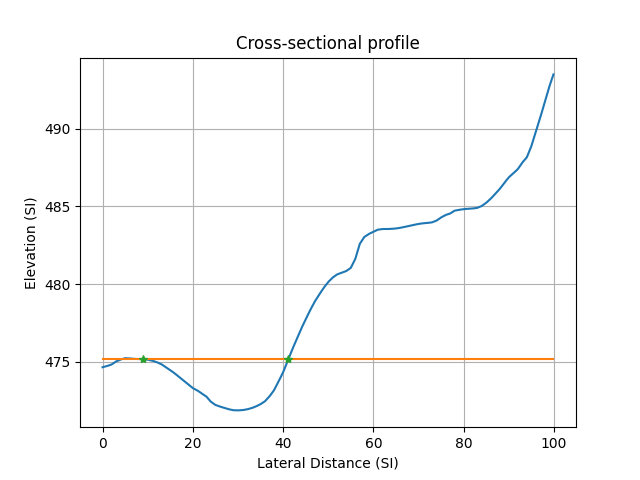 Cross-sectional profile
Elevation (SI)
490
485
480
475
0 20 40 60 80 100
Lateral Distance (SI)